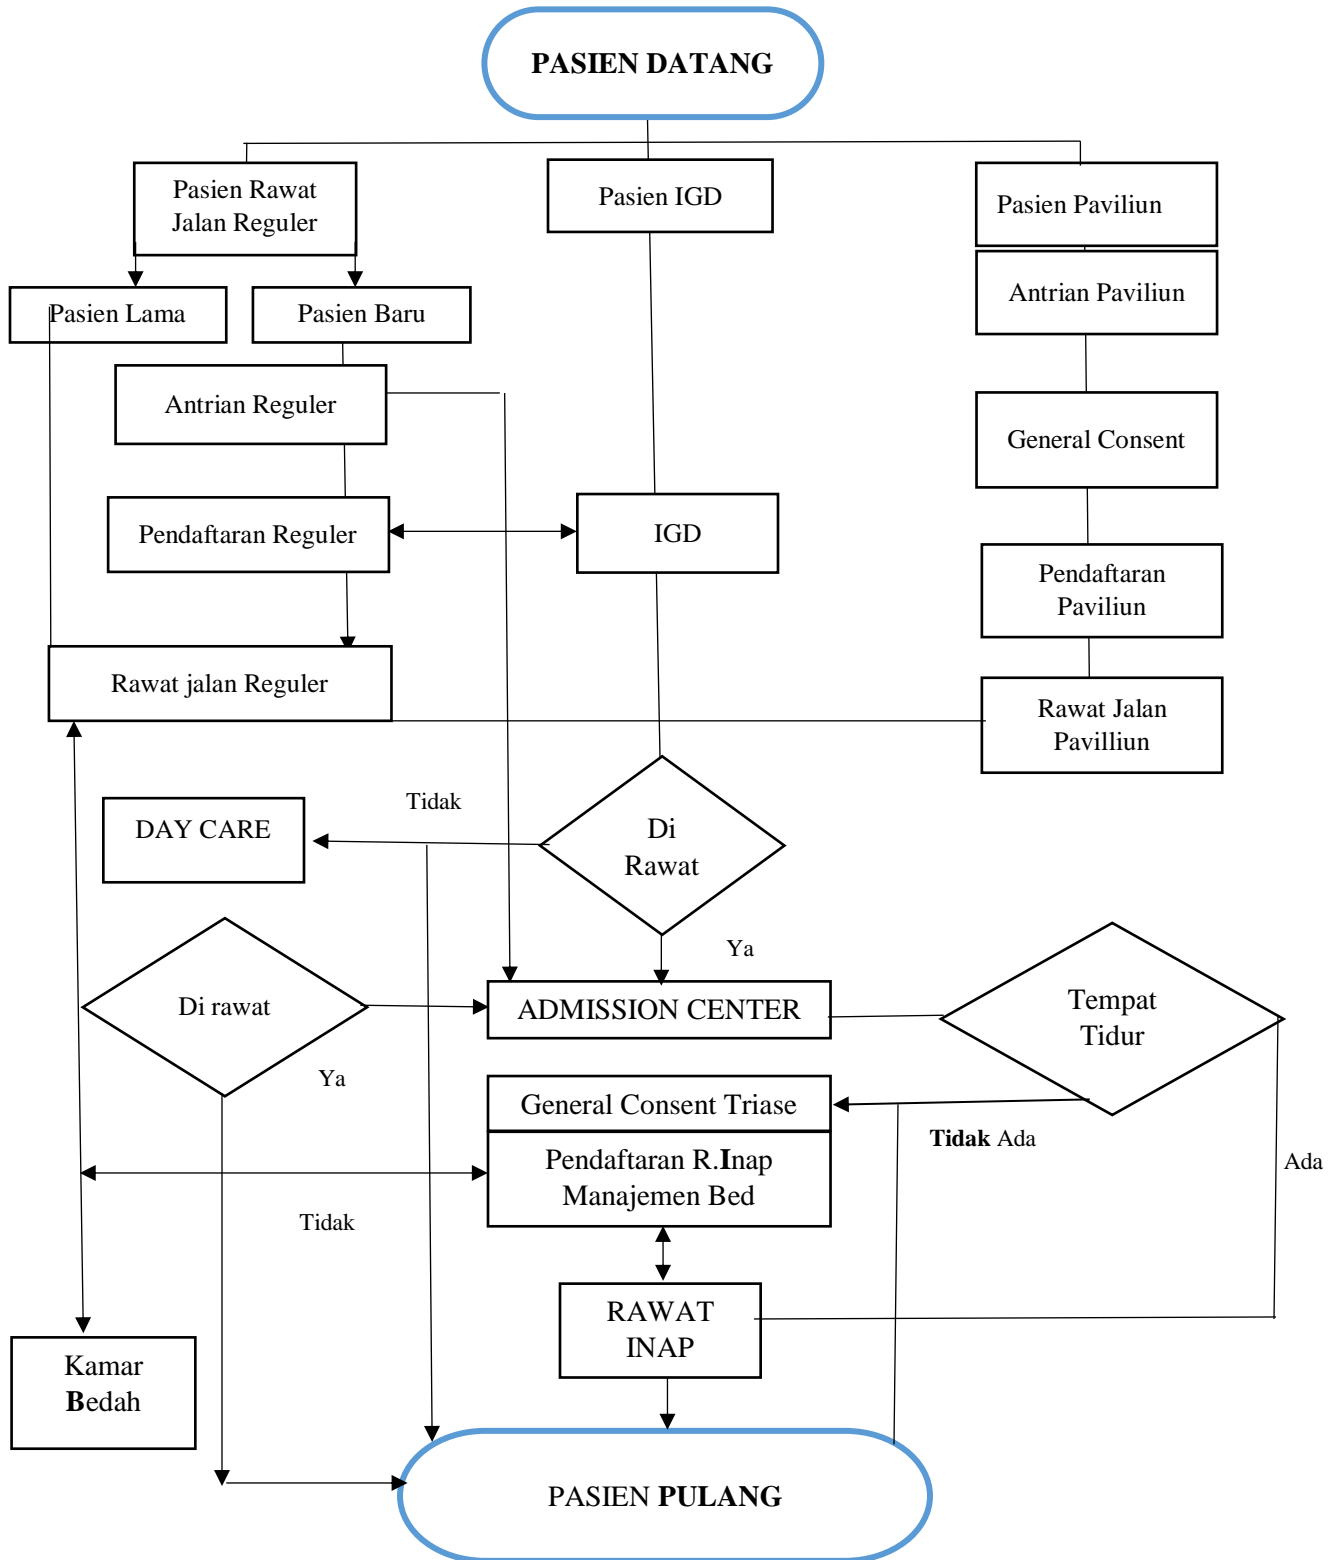 PASIEN DATANG
Pasien Rawat
Jalan Reguler
Pasien IGD
Pasien Paviliun
Pasien Lama
Pasien Baru
Antrian Paviliun
Antrian Reguler
General Consent
Pendaftaran Reguler
IGD
Pendaftaran
Paviliun
Rawat jalan Reguler
Rawat Jalan
Pavilliun
Tidak
DAY CARE
Di
Rawat
Ya
Di rawat
ADMISSION CENTER
Tempat
Tidur
Ya
General Consent Triase
Tidak Ada
Ada
Pendaftaran R.Inap
Manajemen Bed
Tidak
RAWAT
INAP
Kamar
Bedah
PASIEN PULANG